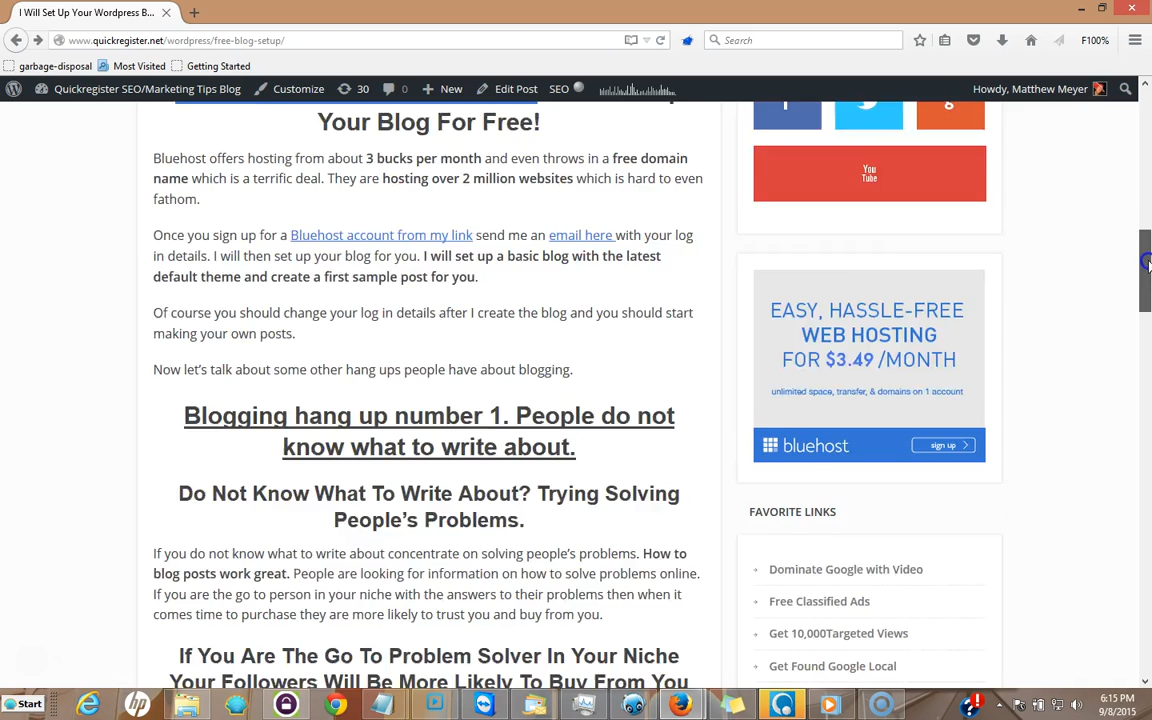 I Will Set Up Your Wordpress B...
www.quickregister.net/wordpress/free-blog-setup/
Search
F100%
garbage-disposal
Most Visited
Getting Started
Quickregister SEO/Marketing Tips Blog
Customize
30
0
New
Edit Post
SEO
Howdy, Matthew Meyer
Your Blog For Free!
Bluehost offers hosting from about 3 bucks per month and even throws in a free domain
name which is a terrific deal. They are hosting over 2 million websites which is hard to even
fathom.
Once you sign up for a Bluehost account from my link send me an email here with your log
in details. I will then set up your blog for you. I will set up a basic blog with the latest
default theme and create a first sample post for you.
Of course you should change your log in details after I create the blog and you should start
making your own posts.
Now let's talk about some other hang ups people have about blogging.
Blogging hang up number 1. People do not
know what to write about.
Do Not Know What To Write About? Trying Solving
People's Problems.
If you do not know what to write about concentrate on solving people's problems. How to
blog posts work great. People are looking for information on how to solve problems online.
If you are the go to person in your niche with the answers to their problems then when it
comes time to purchase they are more likely to trust you and buy from you.
If You Are The Go To Problem Solver In Your Niche
Your Followers Will Be More Likely To Buy From You
You
Tube
EASY, HASSLE-FREE
WEB HOSTING
FOR $3.49 /MONTH
unlimited space, transfer, & domains on 1 account
bluehost
sign up
FAVORITE LINKS
Dominate Google with Video
Free Classified Ads
Get 10,000Targeted Views
Get Found Google Local
Start
6:15 PM
9/8/2015